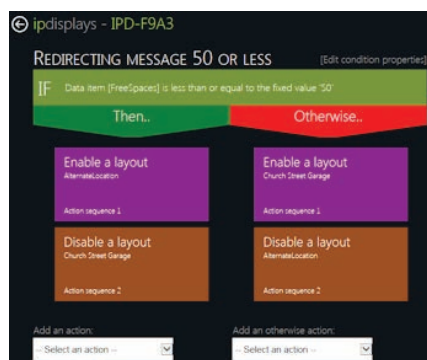 ipdisplays - IPD-F9A3
REDIRECTING MESSAGE 50 OR LESS
[Edit condition properties]
IF Data item [FreeSpaces] is less than or equal to the fixed value '50'
Then..
Otherwise..
Enable a layout
AlternateLocation
Action sequence 1
Enable a layout
Church Street Garage
Action sequence 1
Disable a layout
Church Street Garage
Action sequence 2
Disable a layout
AlternateLocation
Action sequence 2
Add an action:
-- Select an action --
Add an otherwise action:
-- Select an action --